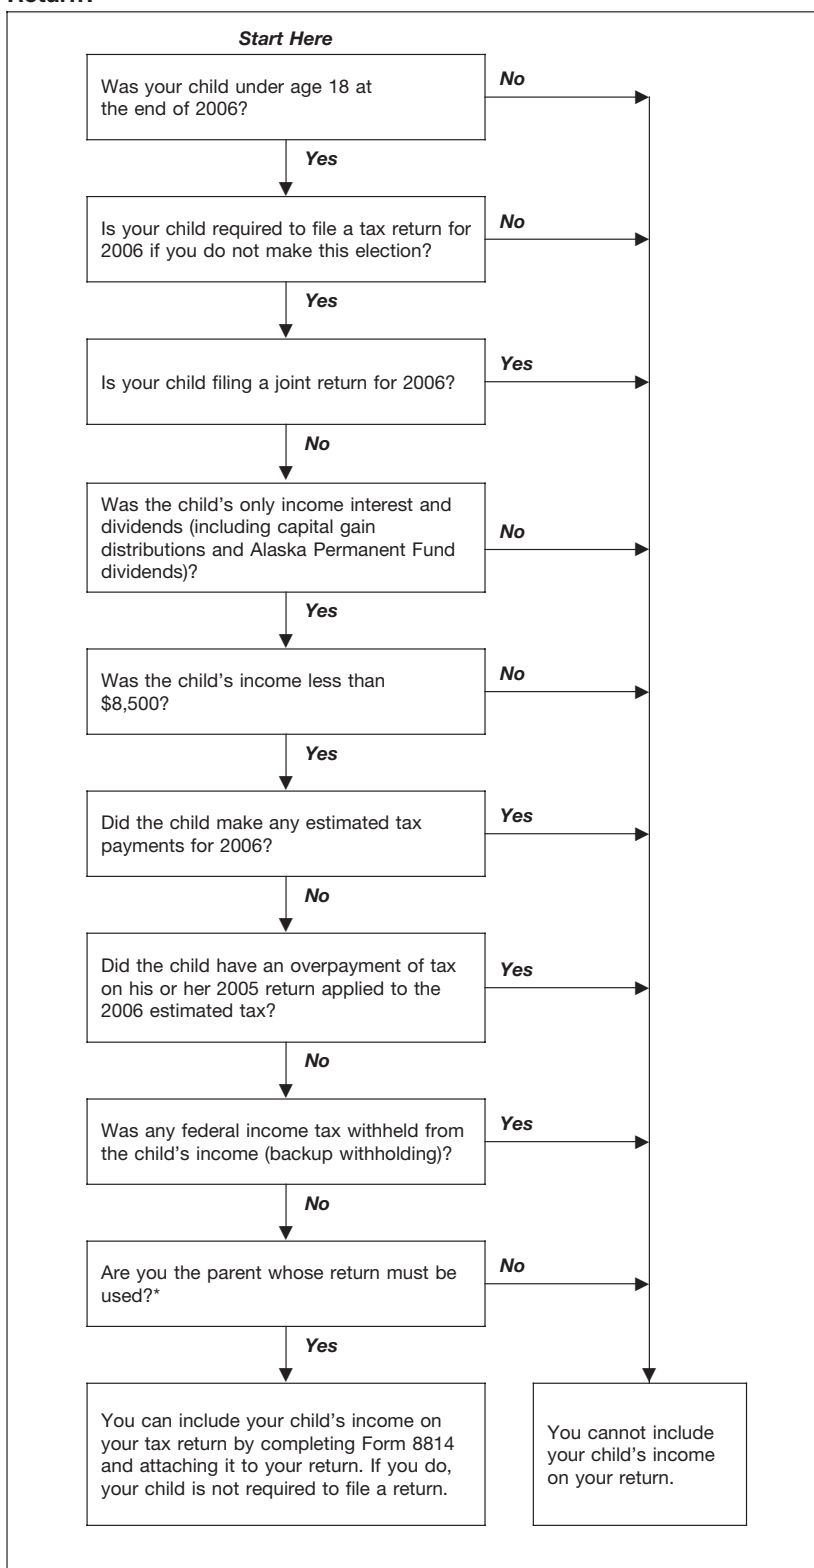 Start Here
Was your child under age 18 at
the end of 2006?
No
Yes
Is your child required to file a tax return for
2006 if you do not make this election?
No
Yes
Is your child filing a joint return for 2006?
Yes
No
Was the child's only income interest and
dividends (including capital gain
distributions and Alaska Permanent Fund
dividends)?
No
Yes
Was the child's income less than
$8,500?
No
Yes
Did the child make any estimated tax
payments for 2006?
Yes
No
Did the child have an overpayment of tax
on his or her 2005 return applied to the
2006 estimated tax?
Yes
No
Was any federal income tax withheld from
the child's income (backup withholding)?
Yes
No
Are you the parent whose return must be
used?*
No
Yes
You can include your child's income on
your tax return by completing Form 8814
and attaching it to your return. If you do,
your child is not required to file a return.
You cannot include
your child's income
on your return.